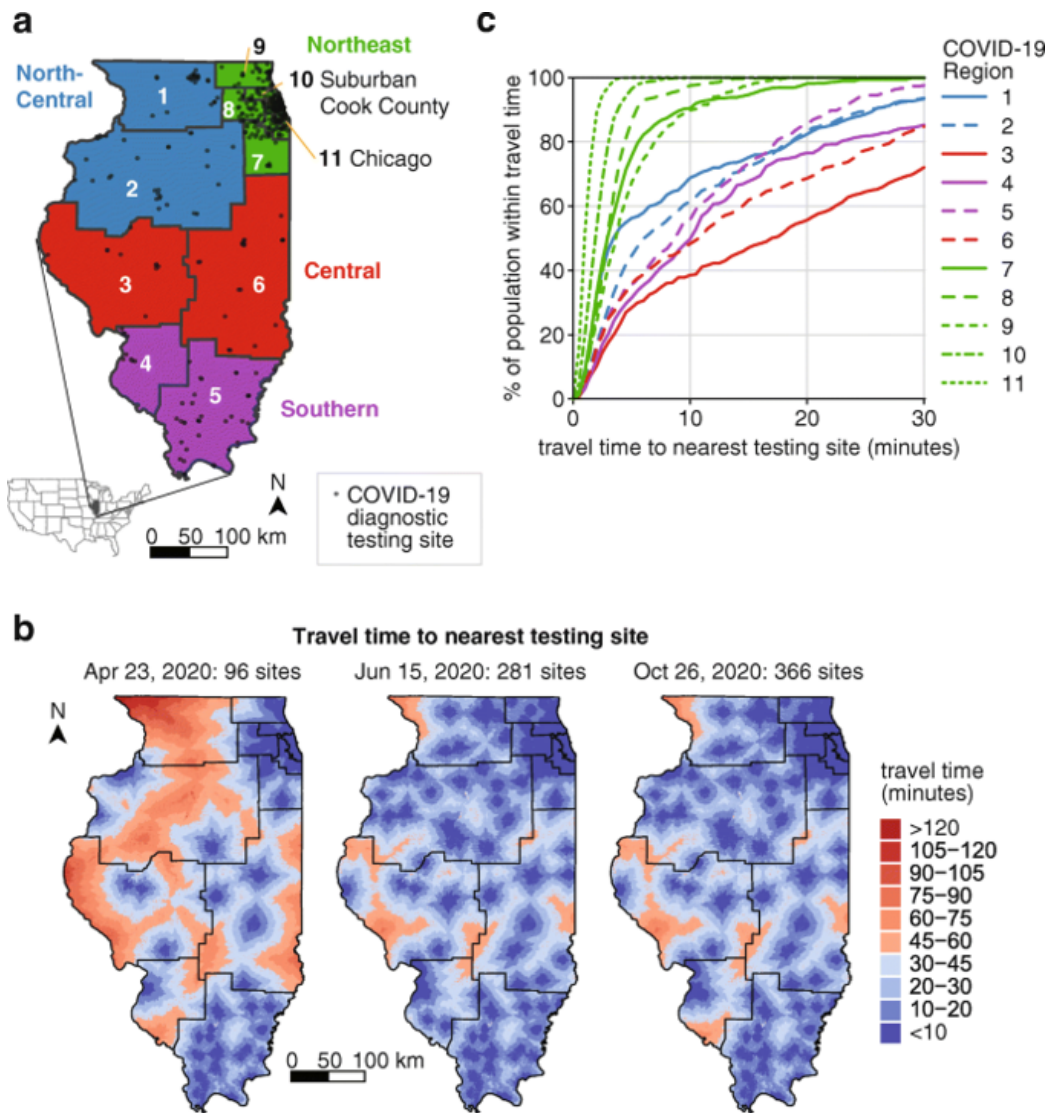 a
9
Northeast
North-
Central
1
10 Suburban
Cook County
8
11 Chicago
7
2
3
6
Central
4
5
Southern
N
0 50 100 km
COVID-19
diagnostic
testing site
c
COVID-19
Region
% of population within travel time
100
80
60
40
20
0
0 10 20 30
travel time to nearest testing site (minutes)
1
2
3
4
5
6
7
8
9
10
11
b
Travel time to nearest testing site
Apr 23, 2020: 96 sites
Jun 15, 2020: 281 sites
Oct 26, 2020: 366 sites
N
travel time
(minutes)
>120
105–120
90–105
75–90
60–75
45–60
30–45
20–30
10–20
<10
0 50 100 km